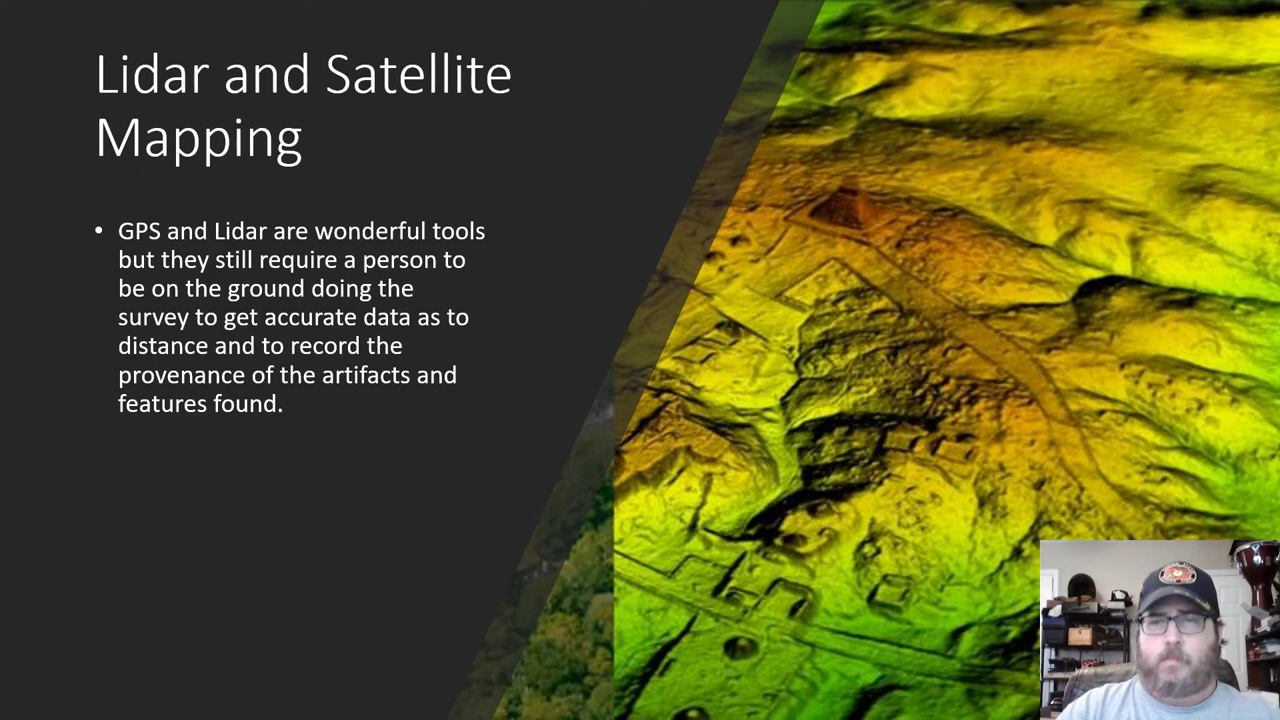 Lidar and Satellite
Mapping
• GPS and Lidar are wonderful tools
but they still require a person to
be on the ground doing the
survey to get accurate data as to
distance and to record the
provenance of the artifacts and
features found.